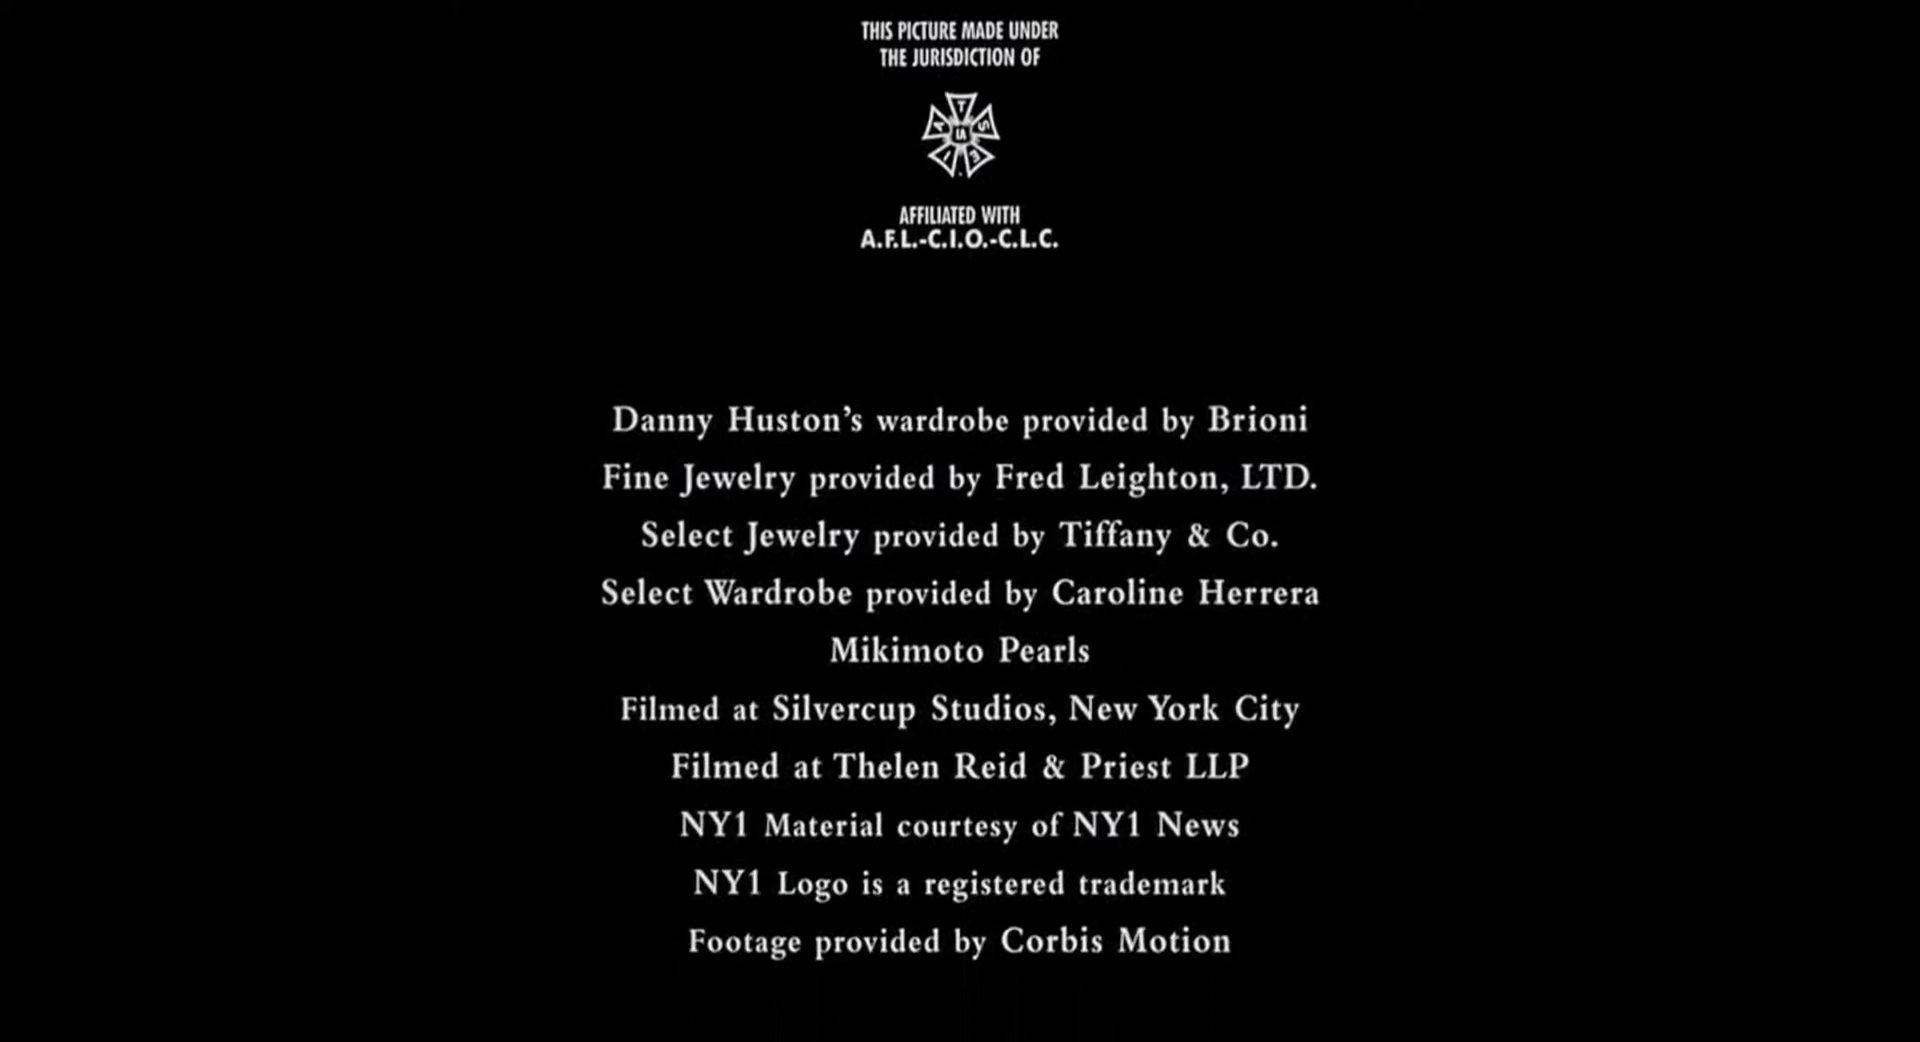 THIS PICTURE MADE UNDER
THE JURISDICTION OF
I A T S E
IA
AFFILIATED WITH
A.F.L.-C.I.O.-C.L.C.
Danny Huston’s wardrobe provided by Brioni
Fine Jewelry provided by Fred Leighton, LTD.
Select Jewelry provided by Tiffany & Co.
Select Wardrobe provided by Caroline Herrera
Mikimoto Pearls
Filmed at Silvercup Studios, New York City
Filmed at Thelen Reid & Priest LLP
NY1 Material courtesy of NY1 News
NY1 Logo is a registered trademark
Footage provided by Corbis Motion